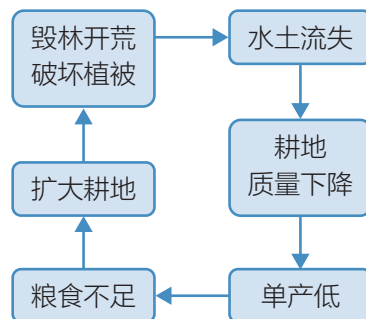 毁林开荒
破坏植被
水土流失
耕地
质量下降
扩大耕地
粮食不足
单产低